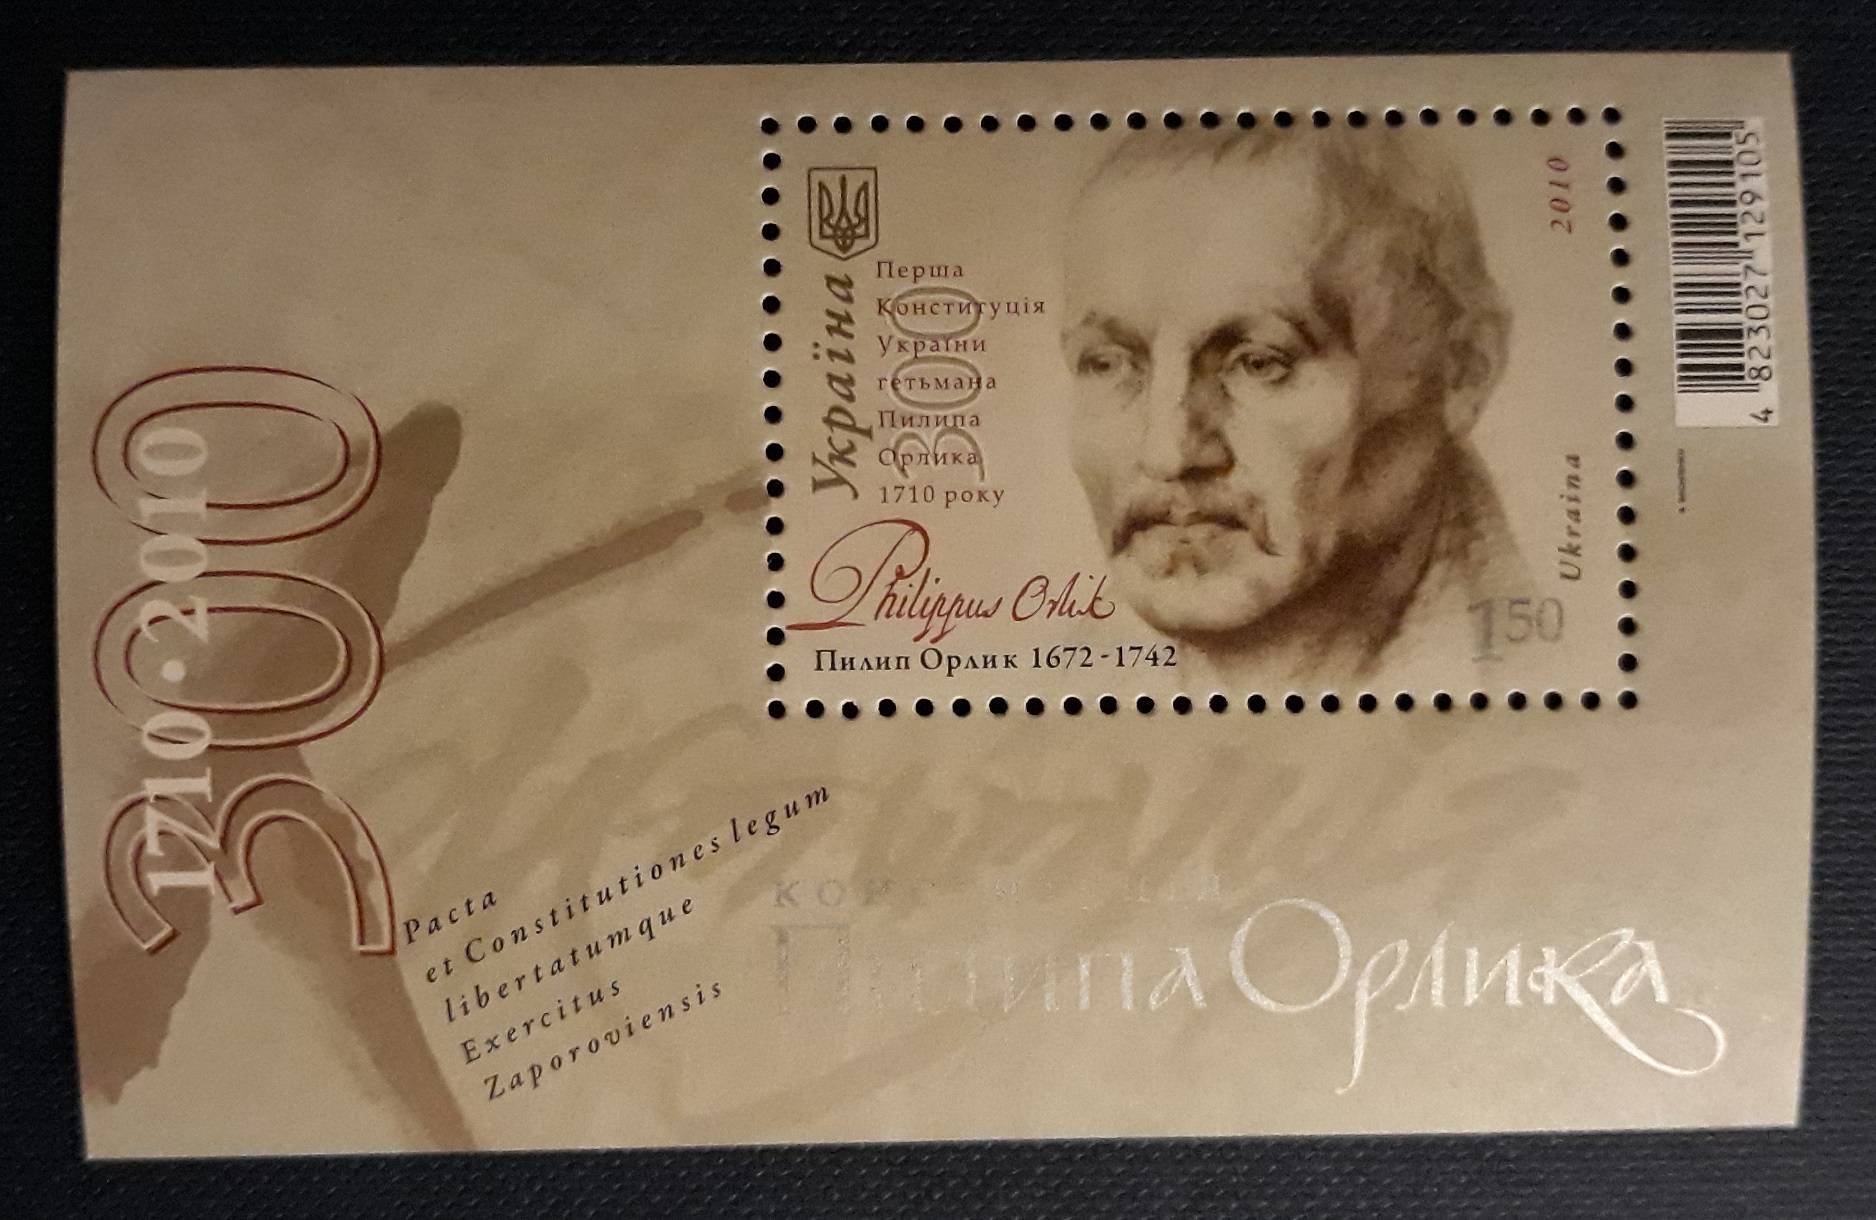 Україна
Перша
Конституція
України
гетьмана
Пилипа
Орлика
1710 року
300
Philippus Orlik
Пилип Орлик 1672-1742
2010
Ukraina
1.50
4 823027 129105
300
1710 • 2010
Pacta
et Constitutiones legum
libertatumque
Exercitus
Zaporoviensis
Пилипа Орлика